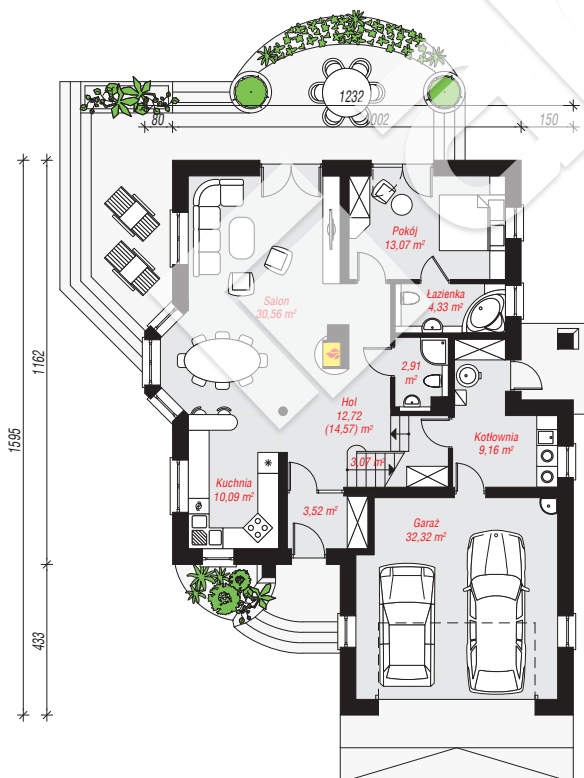 1232
80
1002
150
Pokój
13,07 m²
Łazienka
4,33 m²
Salon
30,56 m²
2,91
m²
Hol
12,72
(14,57) m²
Kotłownia
9,16 m²
3,07 m²
Kuchnia
10,09 m²
3,52 m²
Garaż
32,32 m²
1162
1595
433